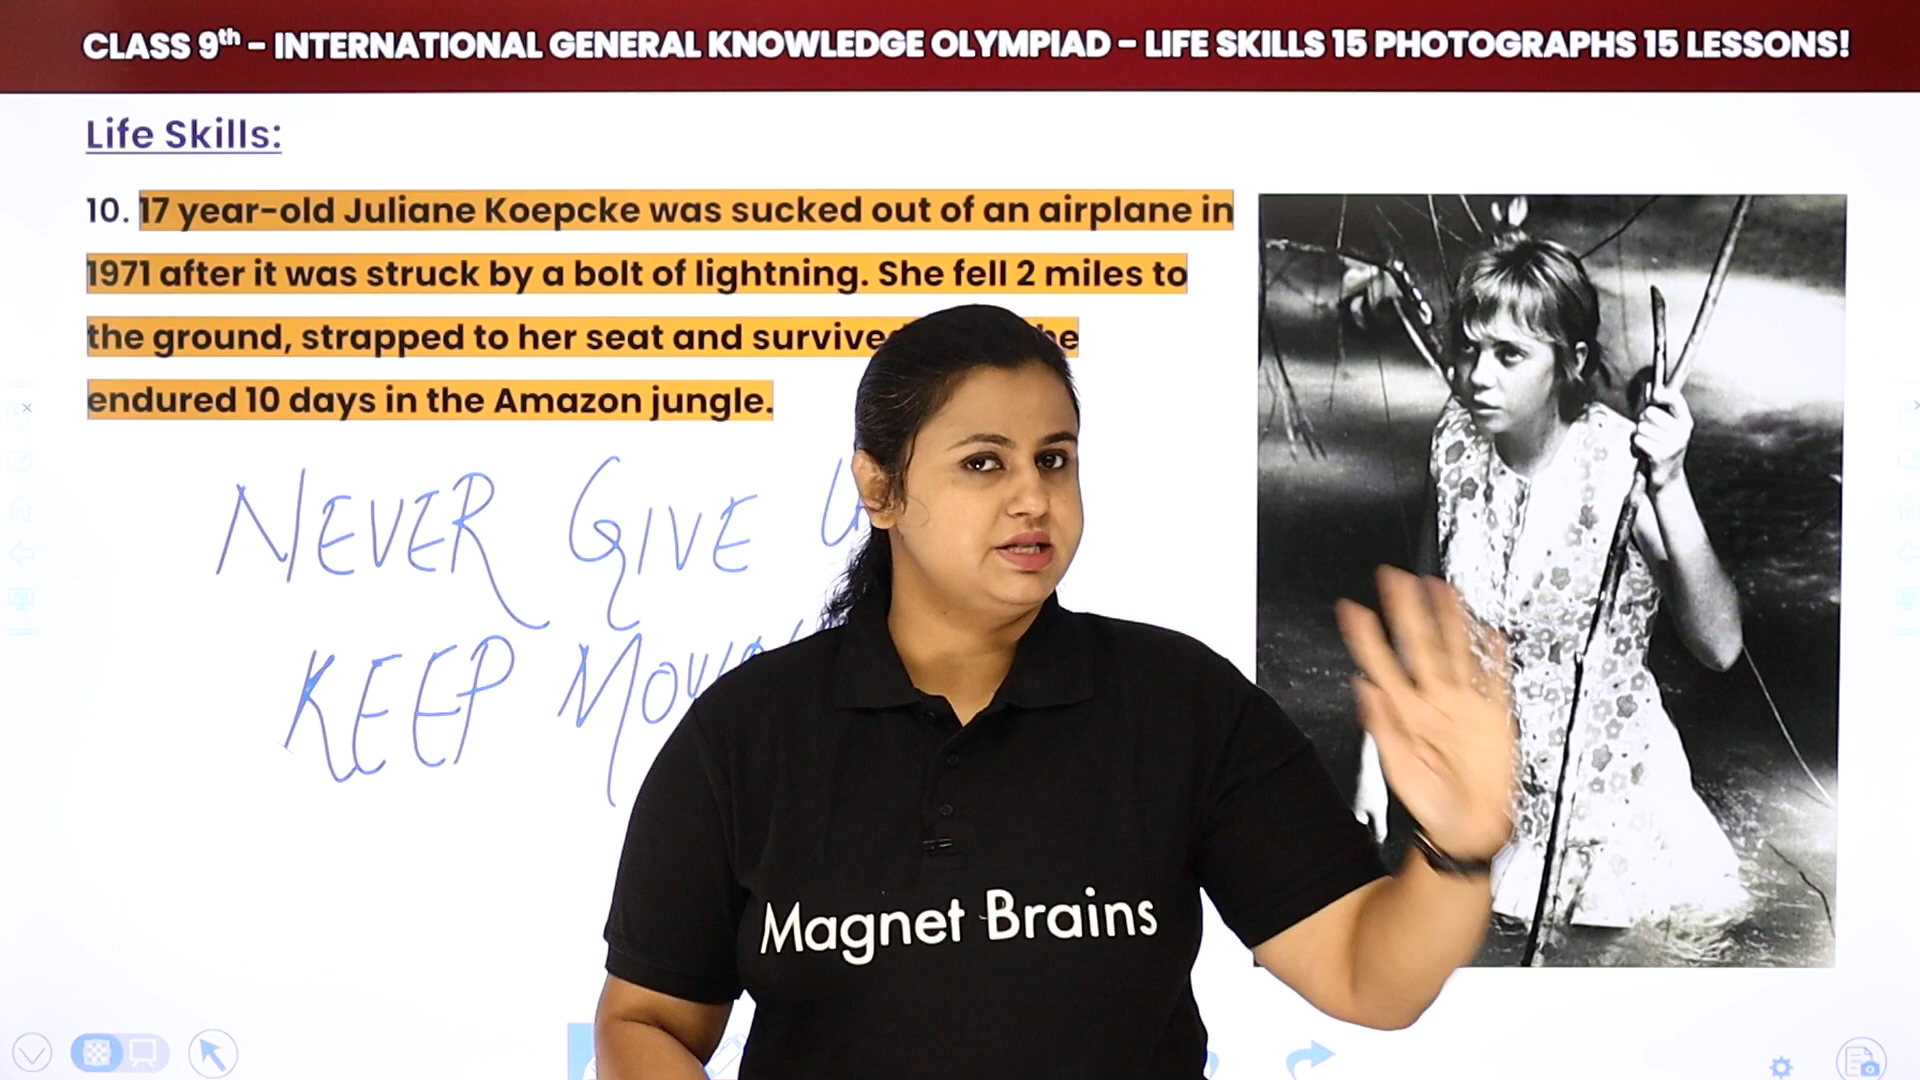 CLASS 9th - INTERNATIONAL GENERAL KNOWLEDGE OLYMPIAD - LIFE SKILLS 15 PHOTOGRAPHS 15 LESSONS!
Life Skills:
10. 17 year-old Juliane Koepcke was sucked out of an airplane in
1971 after it was struck by a bolt of lightning. She fell 2 miles to
the ground, strapped to her seat and survive
endured 10 days in the Amazon jungle.
NEVER GIVE
KEEP
Magnet Brains